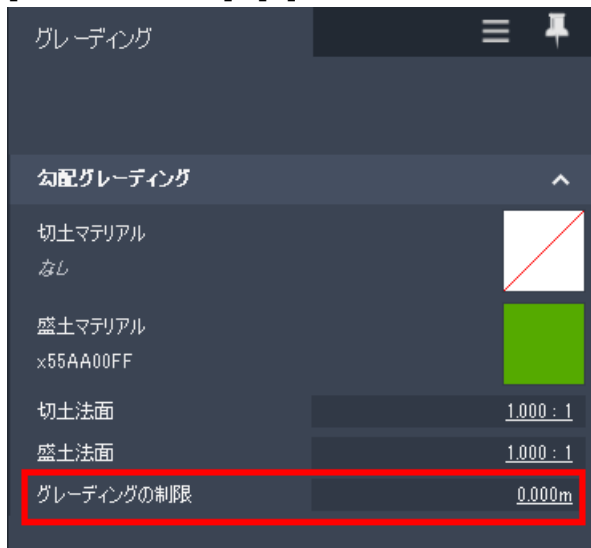 グレーディング
勾配グレーディング
切土マテリアル
なし
盛土マテリアル
x55AA00FF
切土法面 1.000 : 1
盛土法面 1.000 : 1
グレーディングの制限 0.000m